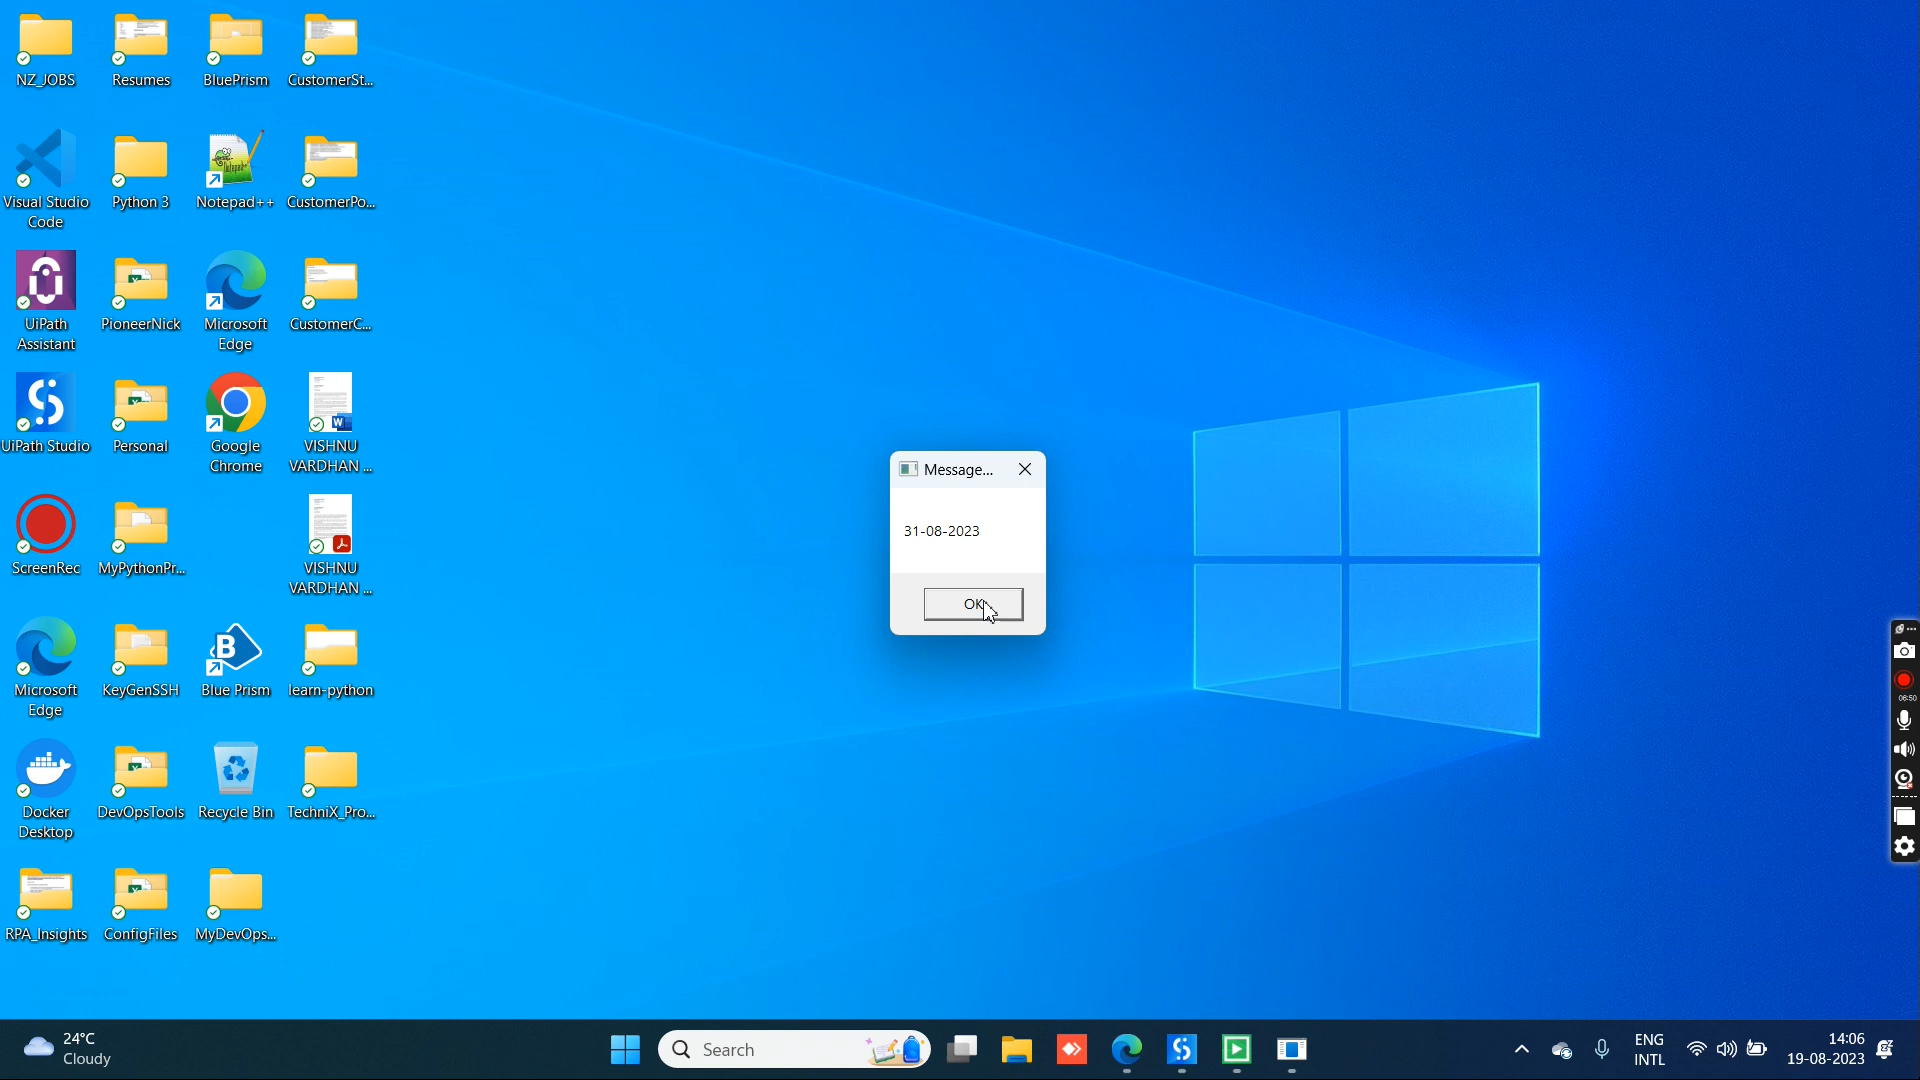 NZ_JOBS
Resumes
BluePrism
CustomerSt...
Visual Studio
Code
Python 3
Notepad++
CustomerPo...
UiPath
Assistant
PioneerNick
Microsoft
Edge
CustomerC...
UiPath Studio
Personal
Google
Chrome
VISHNU
VARDHAN ...
ScreenRec
MyPythonPr...
VISHNU
VARDHAN ...
Microsoft
Edge
KeyGenSSH
Blue Prism
learn-python
Docker
Desktop
DevOpsTools
Recycle Bin
TechniX_Pro...
RPA_Insights
ConfigFiles
MyDevOps...
Message...
31-08-2023
OK
06:50
24°C
Cloudy
Search
ENG
INTL
14:06
19-08-2023